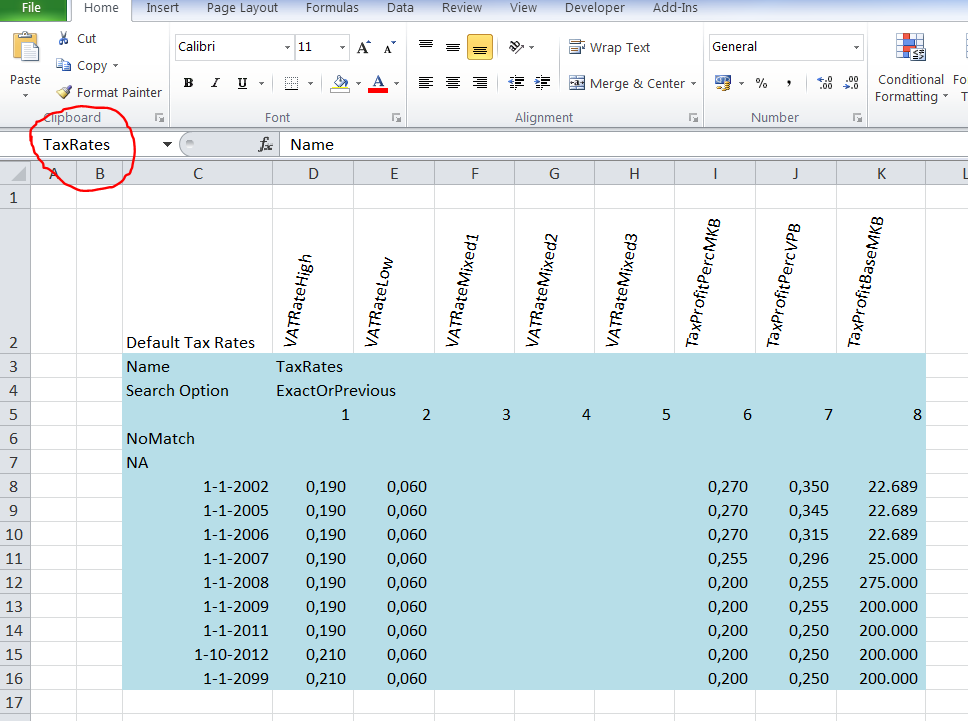 File Home Insert Page Layout Formulas Data Review View Developer Add-Ins
Paste
Cut
Copy
Format Painter
Clipboard
Calibri 11
B I U
Font
Wrap Text
Merge & Center
Alignment
General
% ,
Number
Conditional Fo
Formatting T
TaxRates fx Name
A B C D E F G H I J K L
1
2 Default Tax Rates VATRateHigh VATRateLow VATRateMixed1 VATRateMixed2 VATRateMixed3 TaxProfitPercMKB TaxProfitPercVPB TaxProfitBaseMKB
3 Name TaxRates
4 Search Option ExactOrPrevious
5 1 2 3 4 5 6 7 8
6 NoMatch
7 NA
8 1-1-2002 0,190 0,060 0,270 0,350 22.689
9 1-1-2005 0,190 0,060 0,270 0,345 22.689
10 1-1-2006 0,190 0,060 0,270 0,315 22.689
11 1-1-2007 0,190 0,060 0,255 0,296 25.000
12 1-1-2008 0,190 0,060 0,200 0,255 275.000
13 1-1-2009 0,190 0,060 0,200 0,255 200.000
14 1-1-2011 0,190 0,060 0,200 0,250 200.000
15 1-10-2012 0,210 0,060 0,200 0,250 200.000
16 1-1-2099 0,210 0,060 0,200 0,250 200.000
17